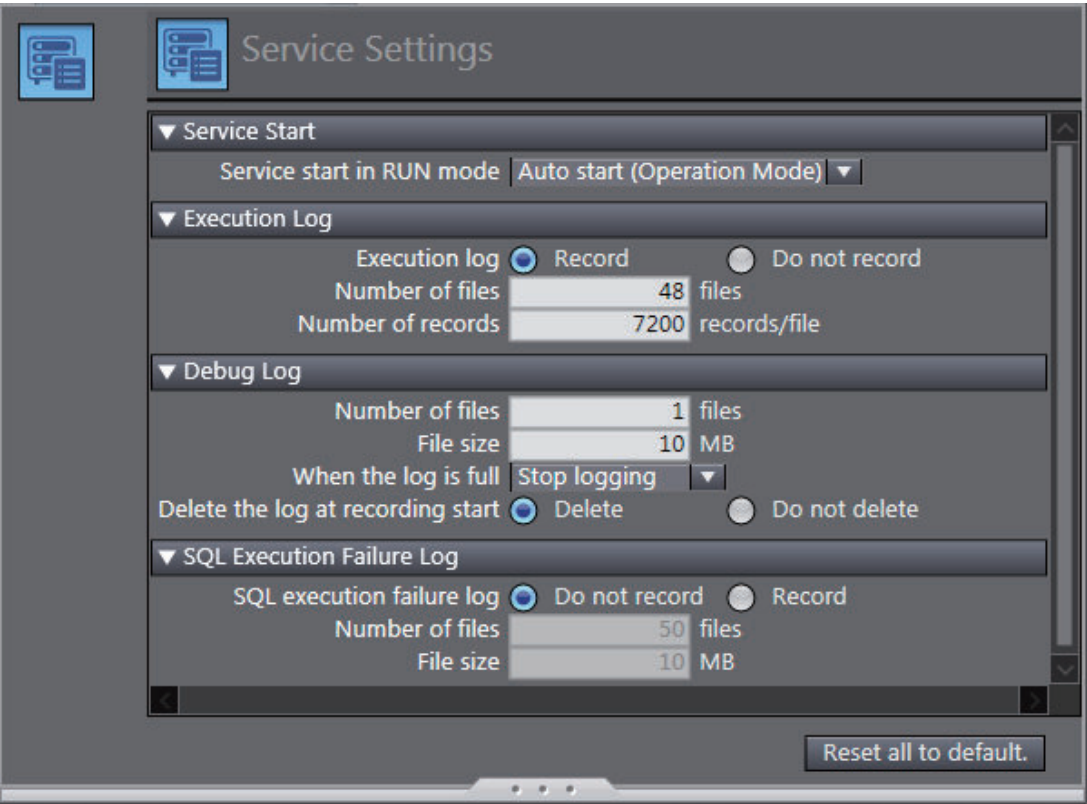 Service Settings
Service Start
Service start in RUN mode Auto start (Operation Mode)
Execution Log
Execution log Record Do not record
Number of files 48 files
Number of records 7200 records/file
Debug Log
Number of files 1 files
File size 10 MB
When the log is full Stop logging
Delete the log at recording start Delete Do not delete
SQL Execution Failure Log
SQL execution failure log Do not record Record
Number of files 50 files
File size 10 MB
Reset all to default.